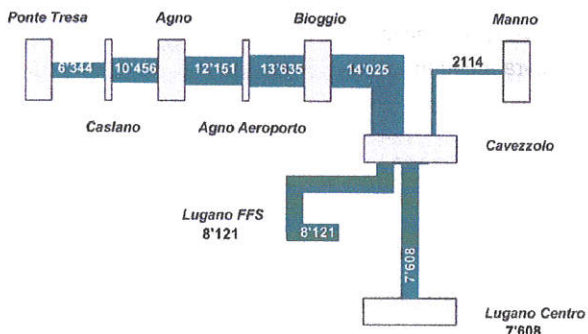 Ponte Tresa
Agno
Bioggio
Manno
6'344
10'456
12'151
13'635
14'025
2114
Caslano
Agno Aeroporto
Cavezzolo
Lugano FFS
8'121
8'121
7'608
Lugano Centro
7'608